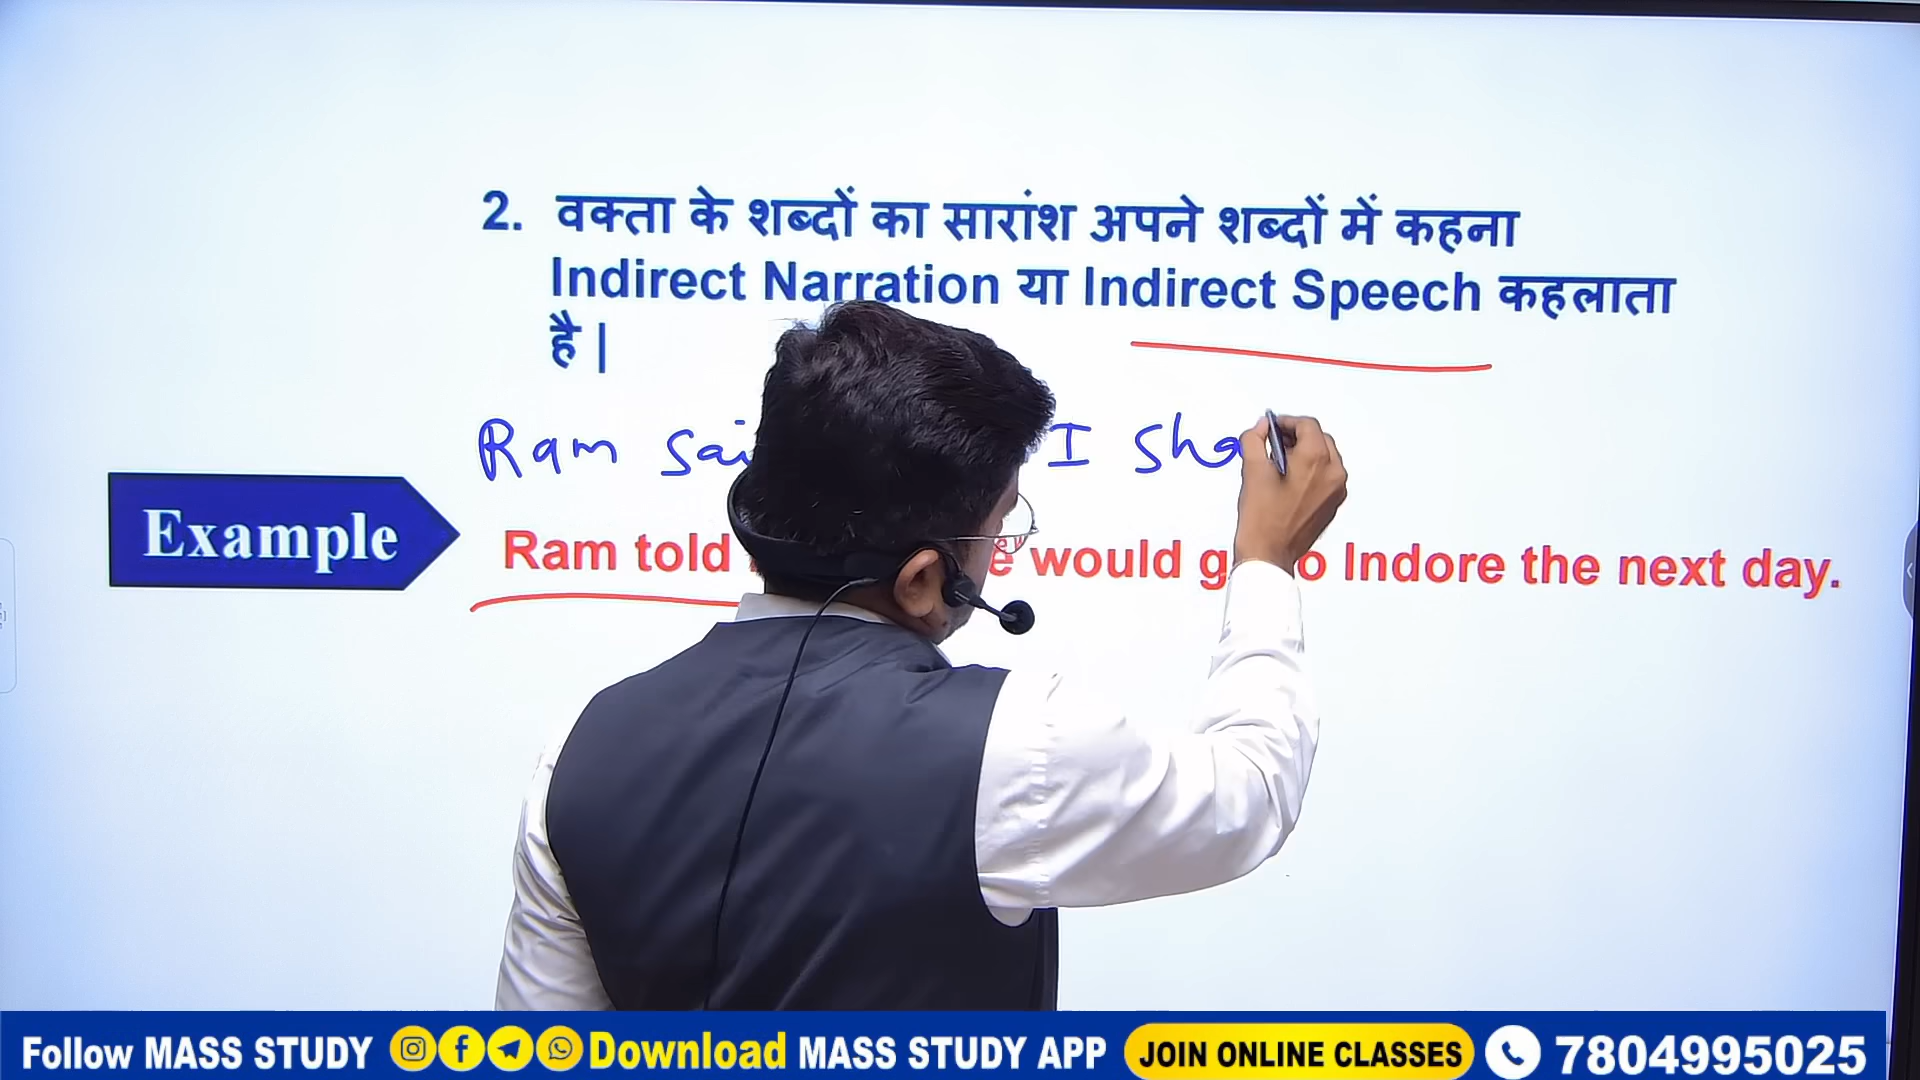 2. वक्ता के शब्दों का सारांश अपने शब्दों में कहना
Indirect Narration या Indirect Speech कहलाता
है |
Ram I
Example
Ram told would to Indore the next day.
Follow MASS STUDY Download MASS STUDY APP JOIN ONLINE CLASSES 7804995025